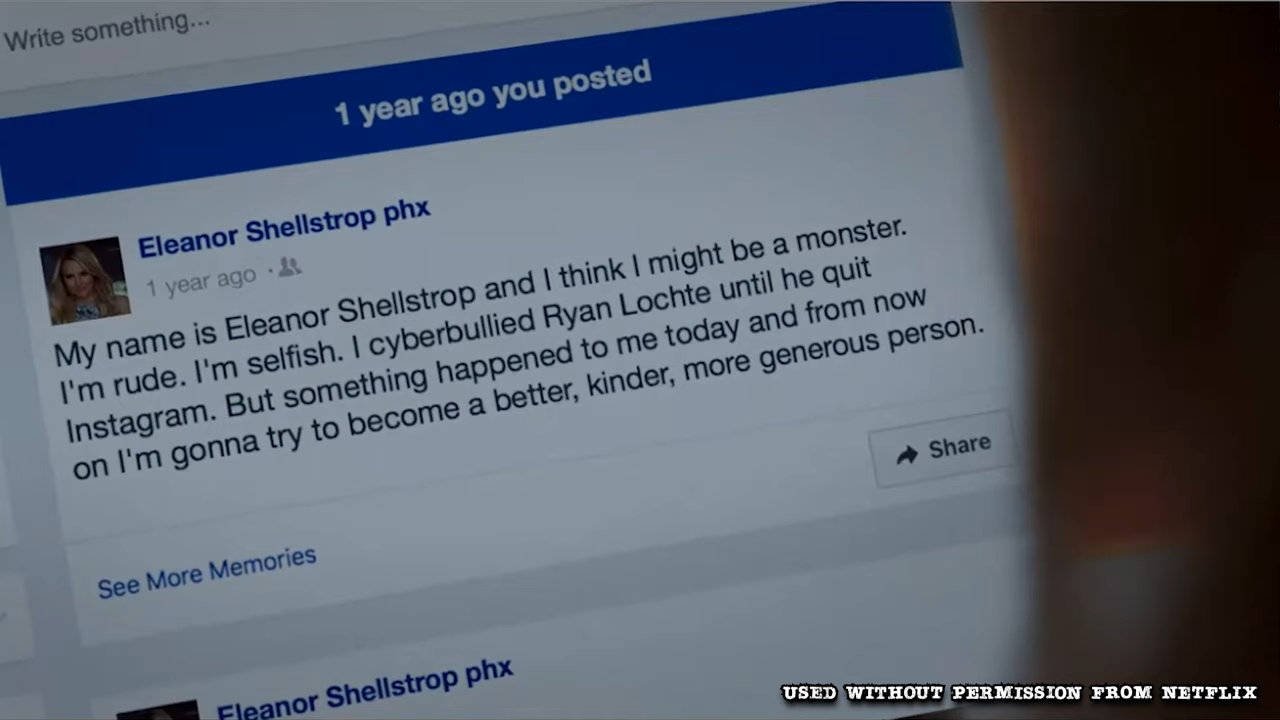 Write something...
1 year ago you posted
Eleanor Shellstrop phx
1 year ago ·
My name is Eleanor Shellstrop and I think I might be a monster.
I'm rude. I'm selfish. I cyberbullied Ryan Lochte until he quit
Instagram. But something happened to me today and from now
on I'm gonna try to become a better, kinder, more generous person.
Share
See More Memories
Eleanor Shellstrop phx
USED WITHOUT PERMISSION FROM NETFLIX